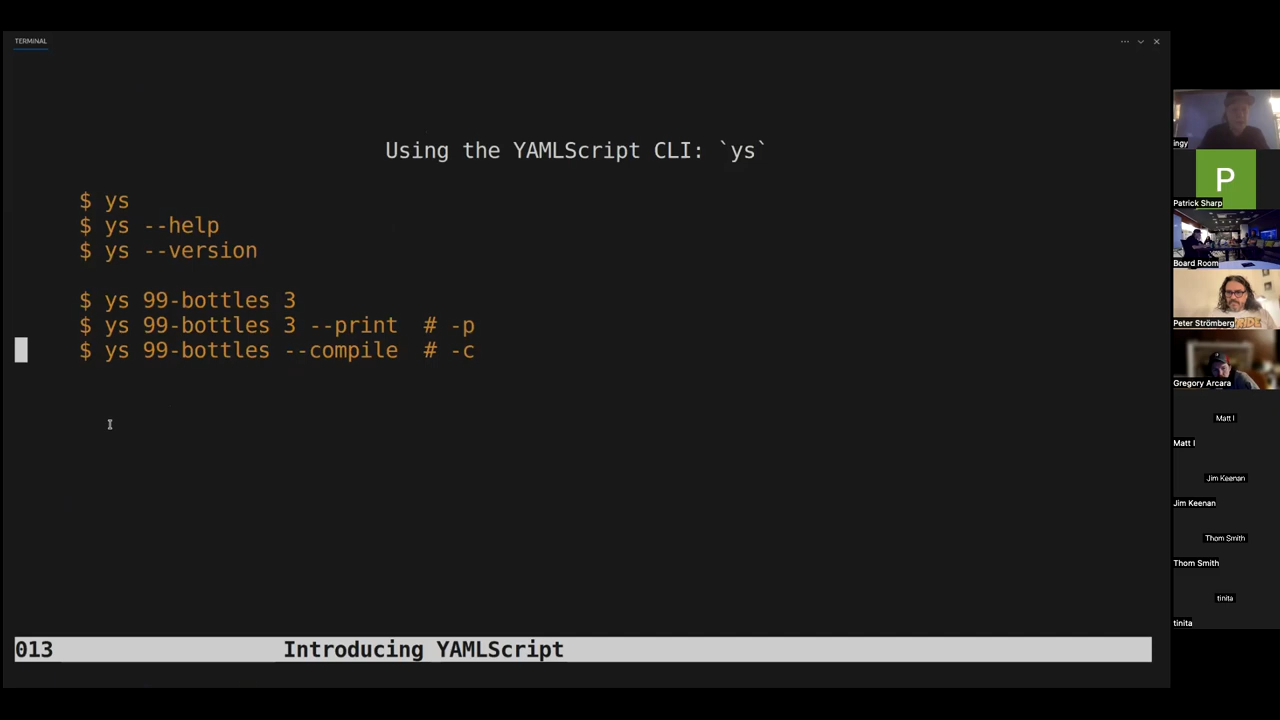 TERMINAL
Using the YAMLScript CLI: `ys`
$ ys
$ ys --help
$ ys --version
$ ys 99-bottles 3
$ ys 99-bottles 3 --print  # -p
$ ys 99-bottles --compile  # -c
013 Introducing YAMLScript
ingy
P
Patrick Sharp
Board Room
Peter Strömberg
RIDE
Gregory Arcara
Matt I
Matt I
Jim Keenan
Jim Keenan
Thom Smith
Thom Smith
tinita
tinita